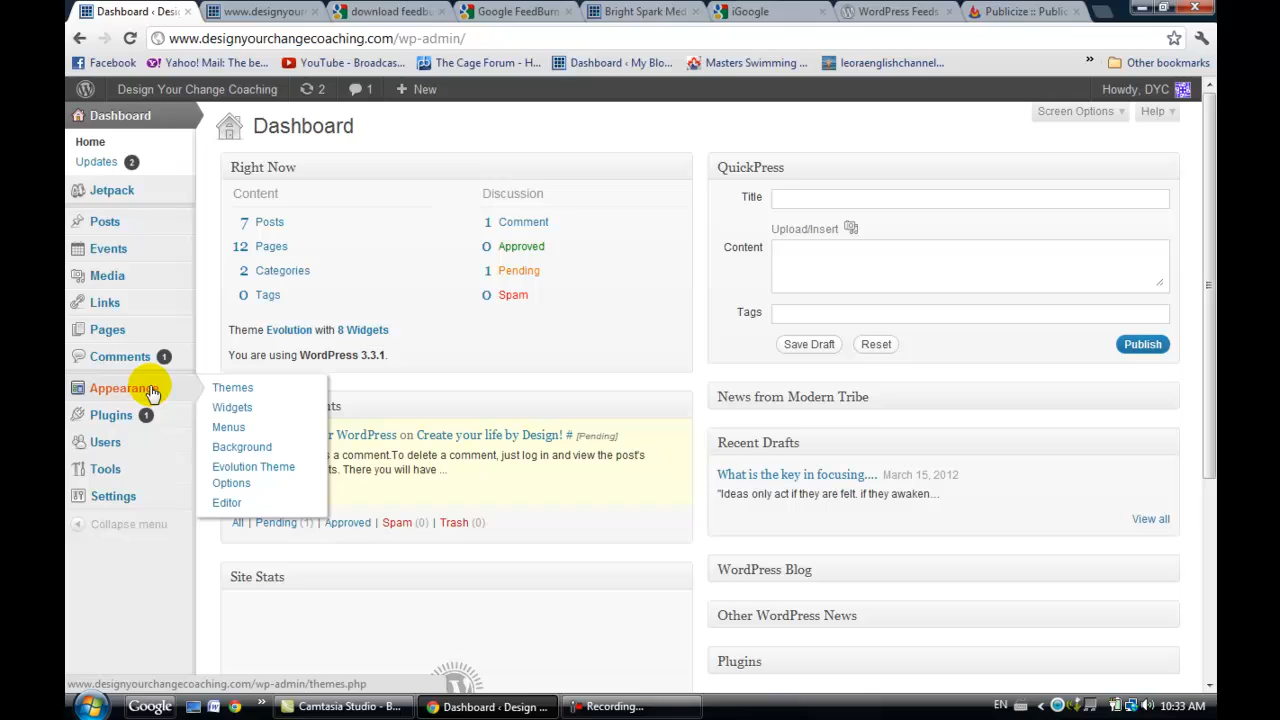 Dashboard ‹ Desi
www.designyour
download feedbu
Google FeedBurn
Bright Spark Med
iGoogle
WordPress Feeds
Publicize :: Public
www.designyourchangecoaching.com/wp-admin/
Facebook
Yahoo! Mail: The be...
YouTube - Broadcas...
The Cage Forum - H...
Dashboard ‹ My Blo...
Masters Swimming ...
leoraenglishchannel...
»
Other bookmarks
Design Your Change Coaching
2
1
+ New
Howdy, DYC
Dashboard
Home
Updates 2
Jetpack
Posts
Events
Media
Links
Pages
Comments 1
Appearance
Plugins 1
Users
Tools
Settings
Collapse menu
Themes
Widgets
Menus
Background
Evolution Theme
Options
Editor
Dashboard
Screen Options
Help
Right Now
Content
Discussion
7 Posts
1 Comment
12 Pages
0 Approved
2 Categories
1 Pending
0 Tags
0 Spam
Theme Evolution with 8 Widgets
You are using WordPress 3.3.1.
nts
r WordPress on Create your life by Design! # [Pending]
s a comment.To delete a comment, just log in and view the post's
ts. There you will have ...
All | Pending (1) | Approved | Spam (0) | Trash (0)
Site Stats
QuickPress
Title
Upload/Insert
Content
Tags
Save Draft
Reset
Publish
News from Modern Tribe
Recent Drafts
What is the key in focusing.... March 15, 2012
"Ideas only act if they are felt. if they awaken…
View all
WordPress Blog
Other WordPress News
Plugins
www.designyourchangecoaching.com/wp-admin/themes.php
Google
»
Camtasia Studio - B...
Dashboard ‹ Design ...
Recording...
EN
10:33 AM